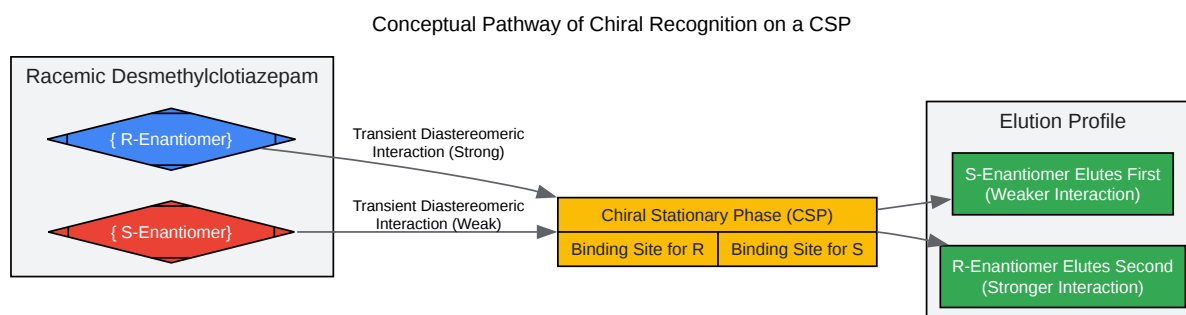 Conceptual Pathway of Chiral Recognition on a CSP
Racemic Desmethylclotiazepam
{ R-Enantiomer}
{ S-Enantiomer}
Transient Diastereomeric
Interaction (Strong)
Transient Diastereomeric
Interaction (Weak)
Chiral Stationary Phase (CSP)
Binding Site for R
Binding Site for S
Elution Profile
S-Enantiomer Elutes First
(Weaker Interaction)
R-Enantiomer Elutes Second
(Stronger Interaction)